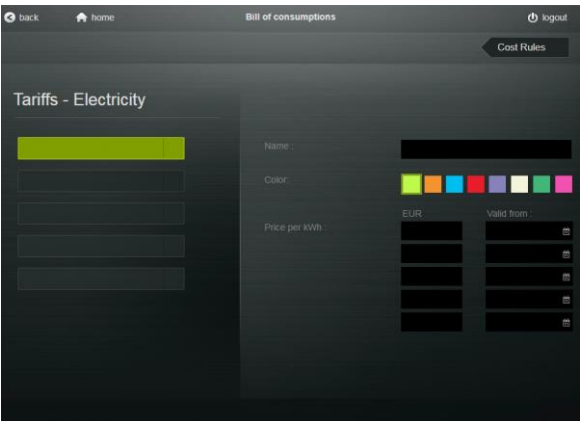 back
home
Bill of consumptions
logout
Cost Rules
Tariffs - Electricity
Name :
Color:
EUR
Valid from :
Price per kWh :